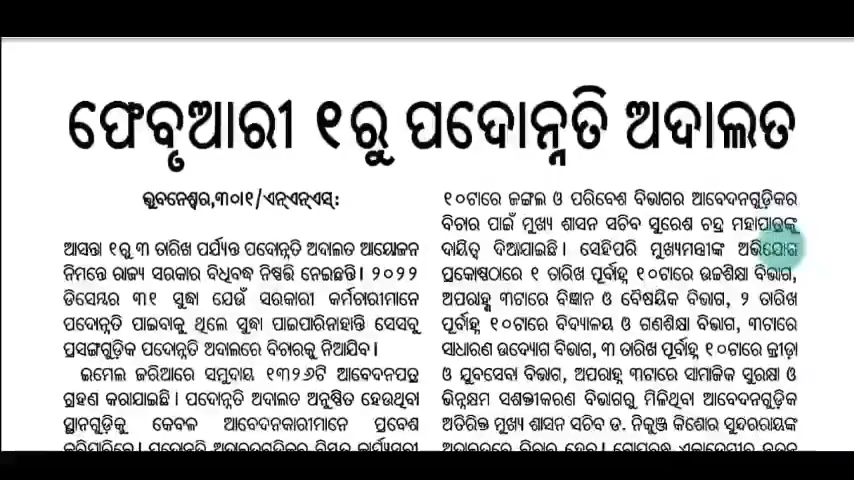 ଫେବୃଆରୀ ୧ରୁ ପଦୋନ୍ନତି ଅଦାଲତ
ଭୁବନେଶ୍ୱର,୩୦ା୧/ଏନ୍ଏନ୍ଏସ୍:
ଆସନ୍ତା ୧ରୁ ୩ ତାରିଖ ପର୍ଯ୍ୟନ୍ତ ପଦୋନ୍ନତି ଅଦାଲତ ଆୟୋଜନ
ନିମନ୍ତେ ରାଜ୍ୟ ସରକାର ବିଧିବଦ୍ଧ ନିଷ୍ପତ୍ତି ନେଇଛନ୍ତି। ୨୦୨୨
ଡିସେମ୍ବର ୩୧ ସୁଦ୍ଧା ଯେଉଁ ସରକାରୀ କର୍ମଚାରୀମାନେ
ପଦୋନ୍ନତି ପାଇବାକୁ ଥିଲେ ସୁଦ୍ଧା ପାଇପାରିନାହାନ୍ତି ସେସବୁ
ପ୍ରସଙ୍ଗଗୁଡ଼ିକ ପଦୋନ୍ନତି ଅଦାଲରେ ବିଚାରକୁ ନିଆଯିବ।
ଇମେଲ ଜରିଆରେ ସମୁଦାୟ ୧୩୨୬ଟି ଆବେଦନପତ୍ର
ଗ୍ରହଣ କରାଯାଇଛି। ପଦୋନ୍ନତି ଅଦାଲତ ଅନୁଷ୍ଠିତ ହେଉଥିବା
ସ୍ଥାନଗୁଡ଼ିକୁ କେବଳ ଆବେଦନକାରୀମାନେ ପ୍ରବେଶ
କରିପାରିବେ। ପଦୋନ୍ନତି
୧୦ଟାରେ ଜଙ୍ଗଲ ଓ ପରିବେଶ ବିଭାଗର ଆବେଦନଗୁଡ଼ିକର
ବିଚାର ପାଇଁ ମୁଖ୍ୟ ଶାସନ ସଚିବ ସୁରେଶ ଚନ୍ଦ୍ର ମହାପାତ୍ରଙ୍କୁ
ଦାୟିତ୍ୱ ଦିଆଯାଇଛି। ସେହିପରି ମୁଖ୍ୟମନ୍ତ୍ରୀଙ୍କ ଅଭିଯୋଗ
ପ୍ରକୋଷ୍ଠଠାରେ ୧ ତାରିଖ ପୂର୍ବାହ୍ନ ୧୦ଟାରେ ଉଚ୍ଚଶିକ୍ଷା ବିଭାଗ,
ଅପରାହ୍ଣ ୩ଟାରେ ବିଜ୍ଞାନ ଓ ବୈଷୟିକ ବିଭାଗ, ୨ ତାରିଖ
ପୂର୍ବାହ୍ନ ୧୦ଟାରେ ବିଦ୍ୟାଳୟ ଓ ଗଣଶିକ୍ଷା ବିଭାଗ, ୩ଟାରେ
ସାଧାରଣ ଉଦ୍ୟୋଗ ବିଭାଗ, ୩ ତାରିଖ ପୂର୍ବାହ୍ନ ୧୦ଟାରେ କ୍ରୀଡ଼ା
ଓ ଯୁବସେବା ବିଭାଗ, ଅପରାହ୍ନ ୩ଟାରେ ସାମାଜିକ ସୁରକ୍ଷା ଓ
ଭିନ୍ନକ୍ଷମ ସଶକ୍ତୀକରଣ ବିଭାଗରୁ ମିଳିଥିବା ଆବେଦନଗୁଡ଼ିକ
ଅତିରିକ୍ତ ମୁଖ୍ୟ ଶାସନ ସଚିବ ଡ. ନିକୁଞ୍ଜ କିଶୋର ସୁନ୍ଦରରାୟଙ୍କ
ଅଦାଲତରେ ବିଚାର ହେବ।